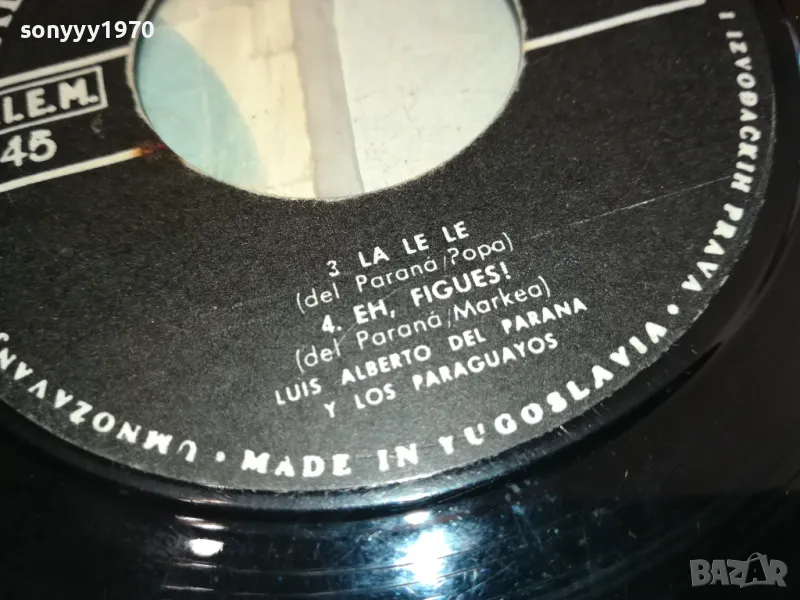 sonyyy1970
L.E.M.
45
3 LA LE LE
(del Paraná/Popa)
4. EH, FIGUES!
(del Paraná/Markea)
LUIS ALBERTO DEL PARANA
Y LOS PARAGUAYOS
UMNOŽAVANJ
• MADE IN YUGOSLAVIA •
I IZVOĐAČKIH PRAVA
BAZAR